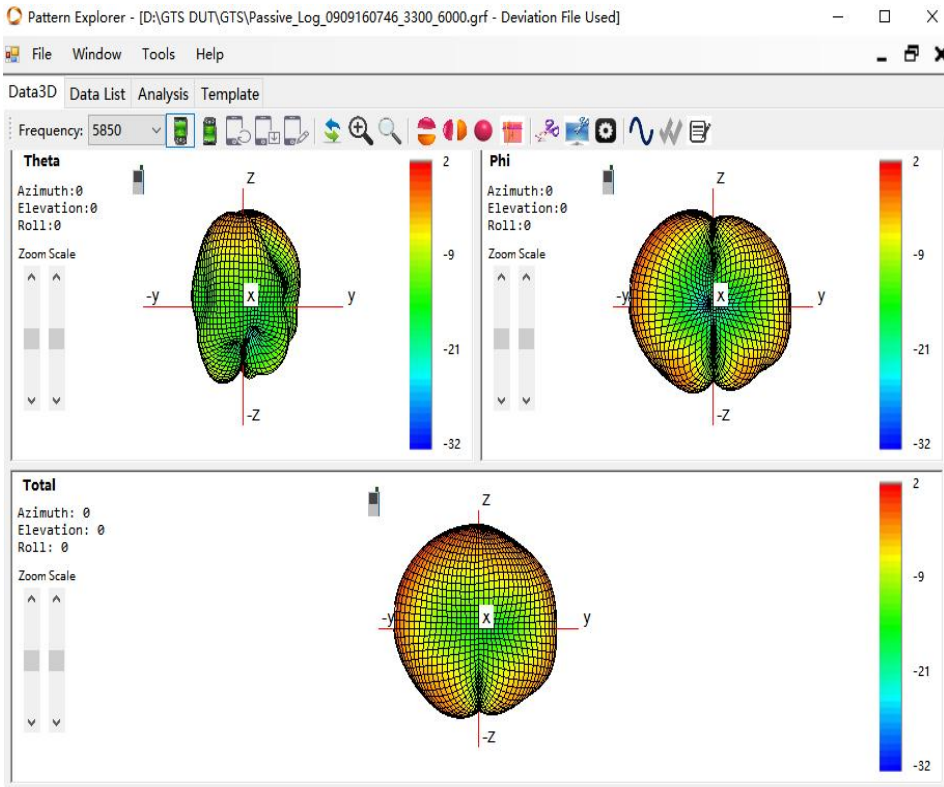 Pattern Explorer - [D:\GTS DUT\GTS\Passive_Log_0909160746_3300_6000.grf - Deviation File Used]
File Window Tools Help
Data3D Data List Analysis Template
Frequency: 5850
Theta
Azimuth:0
Elevation:0
Roll:0
Zoom Scale
Z
-y
X
y
-Z
2
-9
-21
-32
Phi
Azimuth:0
Elevation:0
Roll:0
Zoom Scale
Z
-y
X
y
-Z
2
-9
-21
-32
Total
Azimuth: 0
Elevation: 0
Roll: 0
Zoom Scale
Z
-y
X
y
-Z
2
-9
-21
-32